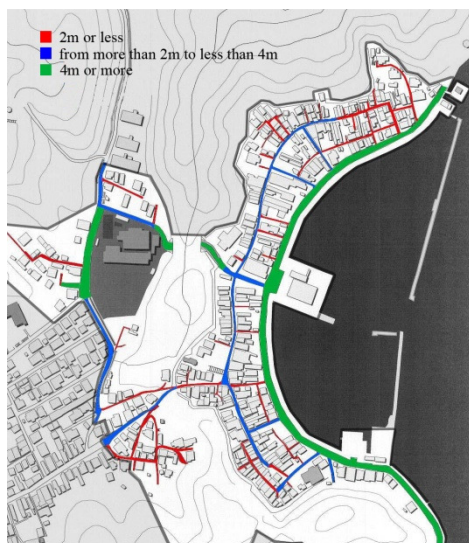 2m or less
from more than 2m to less than 4m
4m or more